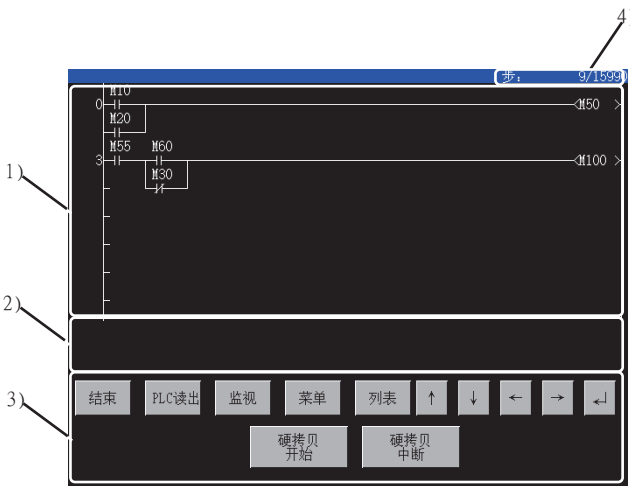 4
步: 9/15990
M10
0 M50
M20
M55 M60
3 M100
M30
1)
2)
3)
结束 PLC读出 监视 菜单 列表 ↑ ↓ ← → ↵
硬拷贝 硬拷贝
开始 中断